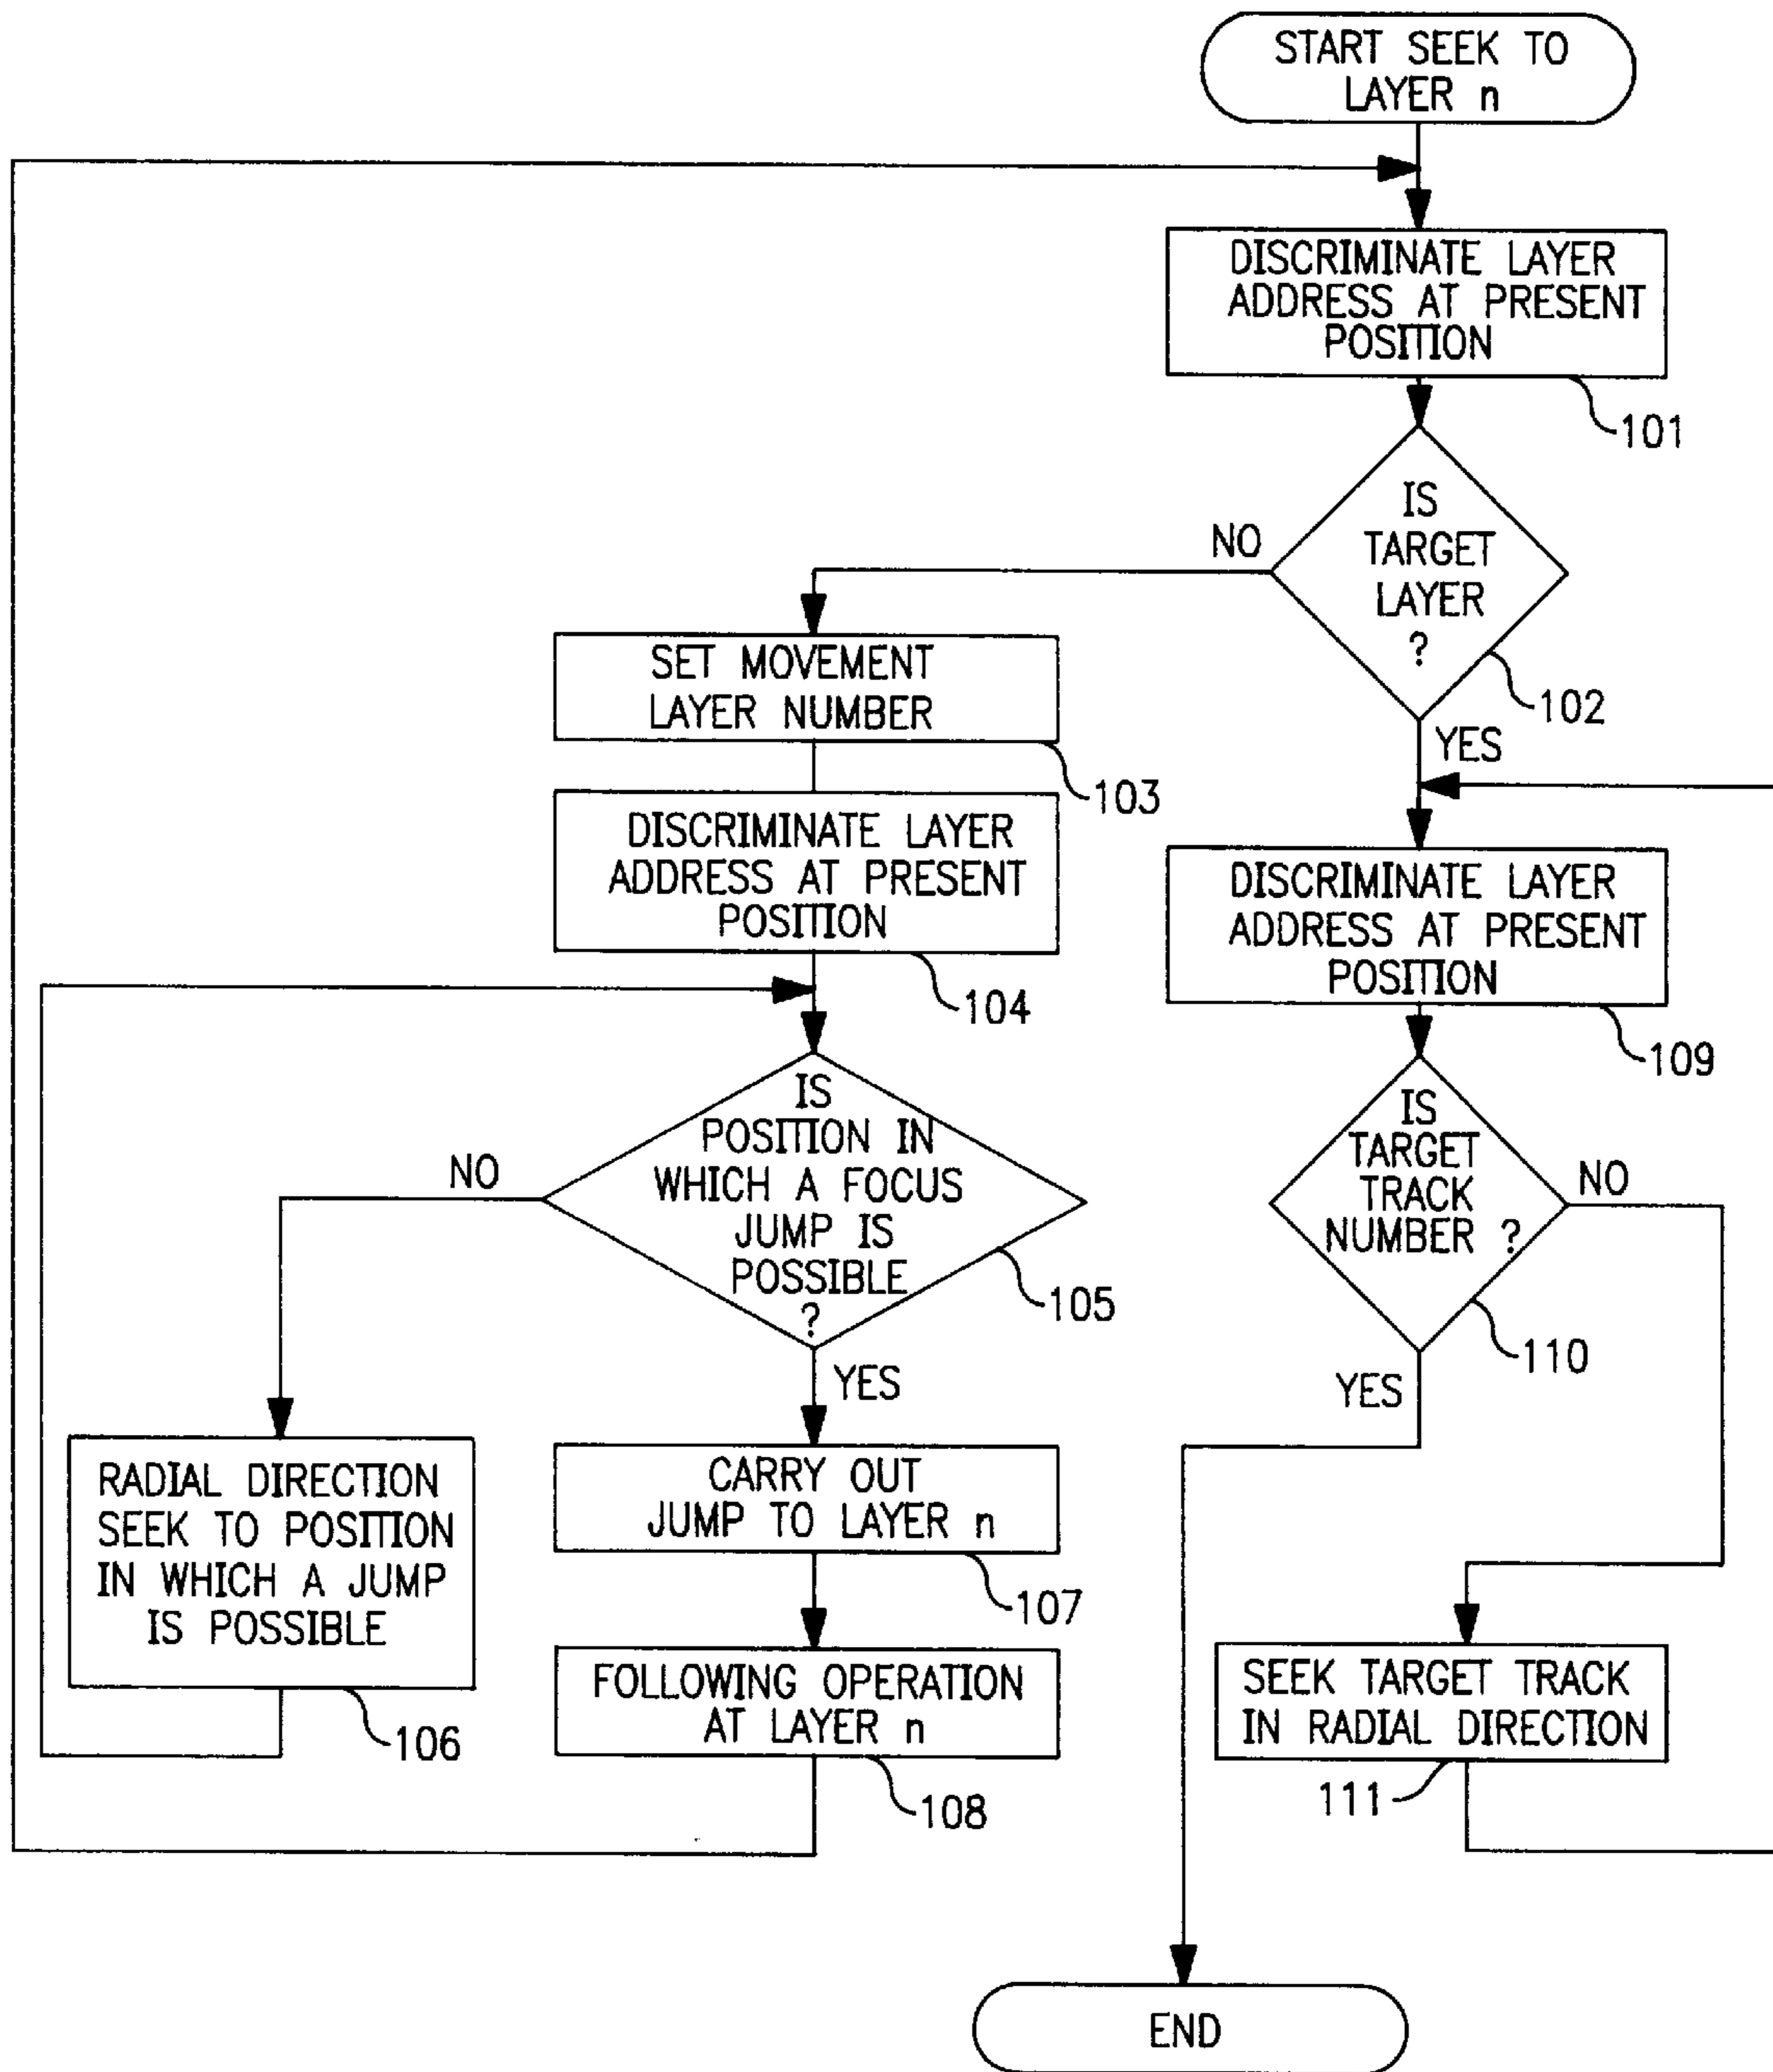 START SEEK TO
LAYER n
DISCRIMINATE LAYER
ADDRESS AT PRESENT
POSITION
101
IS
TARGET
LAYER
?
NO
102
YES
SET MOVEMENT
LAYER NUMBER
103
DISCRIMINATE LAYER
ADDRESS AT PRESENT
POSITION
104
IS
POSITION IN
WHICH A FOCUS
JUMP IS
POSSIBLE
?
NO
105
YES
RADIAL DIRECTION
SEEK TO POSITION
IN WHICH A JUMP
IS POSSIBLE
106
CARRY OUT
JUMP TO LAYER n
107
FOLLOWING OPERATION
AT LAYER n
108
DISCRIMINATE LAYER
ADDRESS AT PRESENT
POSITION
109
IS
TARGET
TRACK
NUMBER ?
NO
110
YES
SEEK TARGET TRACK
IN RADIAL DIRECTION
111
END